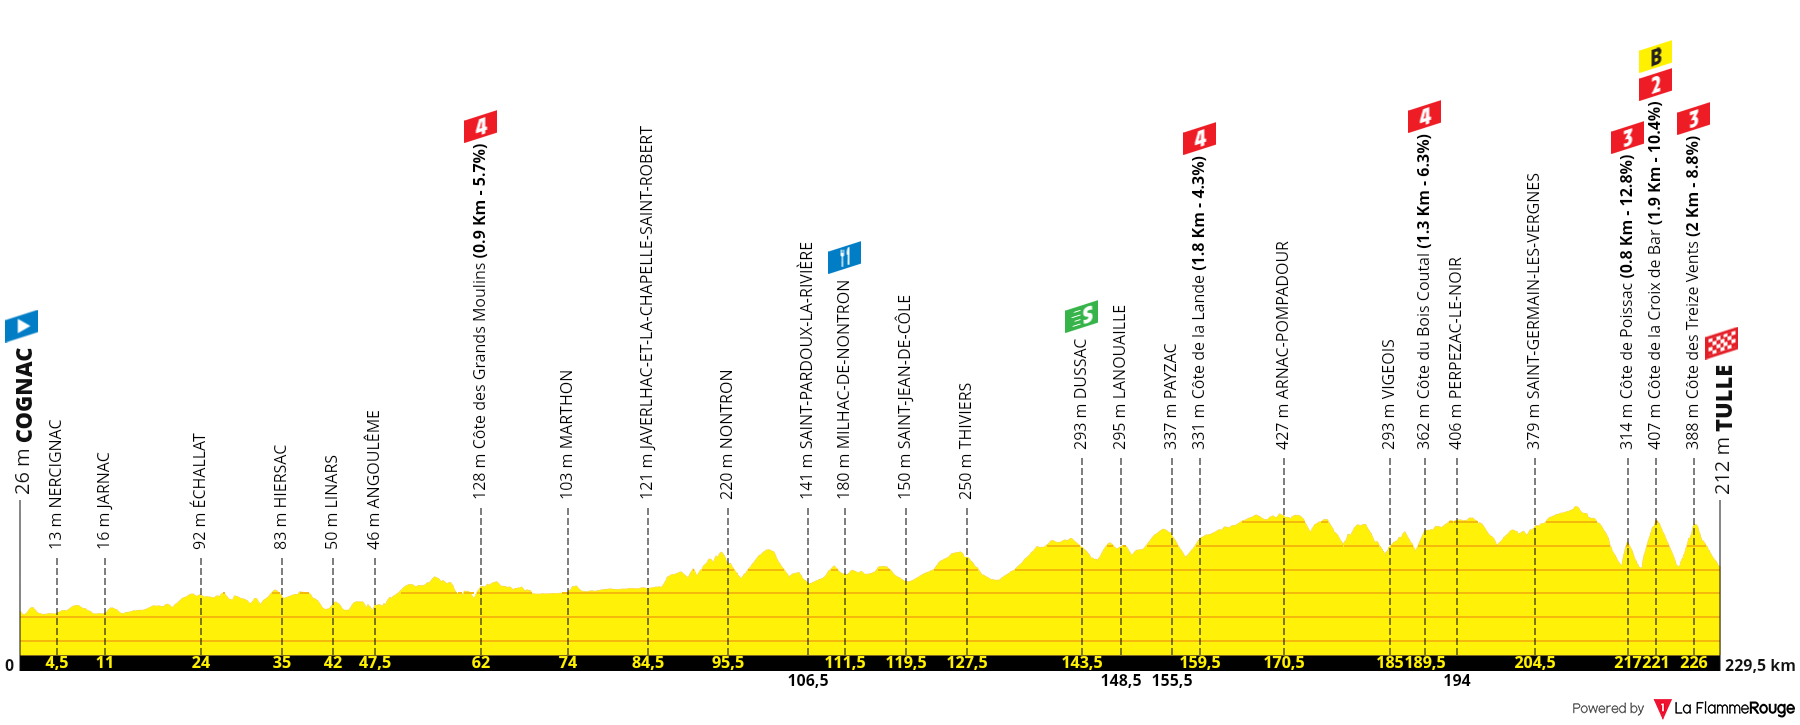 26 m COGNAC
13 m NERCIGNAC
16 m JARNAC
92 m ÉCHALLAT
83 m HIERSAC
50 m LINARS
46 m ANGOULÊME
4
128 m Côte des Grands Moulins (0.9 Km - 5.7%)
103 m MARTHON
121 m JAVERLHAC-ET-LA-CHAPELLE-SAINT-ROBERT
220 m NONTRON
141 m SAINT-PARDOUX-LA-RIVIÈRE
180 m MILHAC-DE-NONTRON
150 m SAINT-JEAN-DE-CÔLE
250 m THIVIERS
S
293 m DUSSAC
295 m LANOUAILLE
337 m PAYZAC
4
331 m Côte de la Lande (1.8 Km - 4.3%)
427 m ARNAC-POMPADOUR
293 m VIGEOIS
4
362 m Côte du Bois Coutal (1.3 Km - 6.3%)
406 m PERPEZAC-LE-NOIR
379 m SAINT-GERMAIN-LES-VERGNES
3
314 m Côte de Poissac (0.8 Km - 12.8%)
B
2
407 m Côte de la Croix de Bar (1.9 Km - 10.4%)
3
388 m Côte des Treize Vents (2 Km - 8.8%)
212 m TULLE
0 4,5 11 24 35 42 47,5 62 74 84,5 95,5 111,5 119,5 127,5 143,5 159,5 170,5 185 189,5 204,5 217 221 226 229,5 km
106,5 148,5 155,5 194
Powered by 1 La FlammeRouge